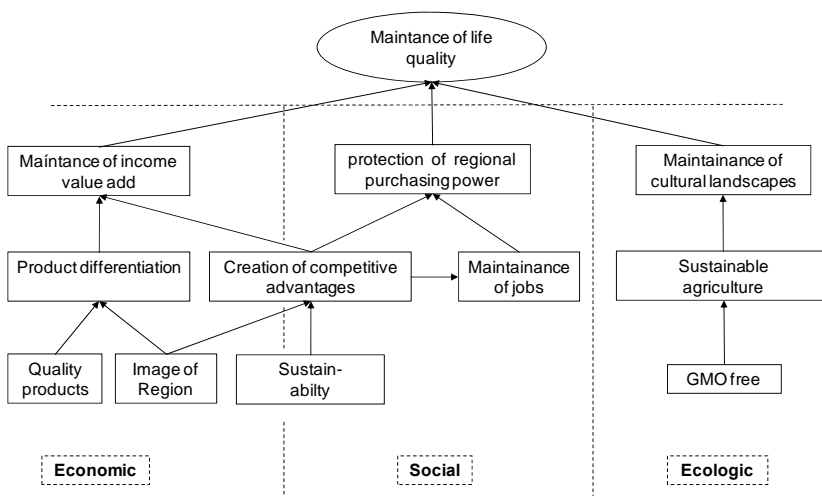 Maintance of life
quality
Maíntance of income
value add
protection of regional
purchasing power
Maintainance of
cultural landscapes
Product differentiation
Creation of competitive
advantages
Maintainance
of jobs
Sustainable
agriculture
Quality
products
Image of
Region
Sustain-
abilty
GMO free
Economic
Social
Ecologic